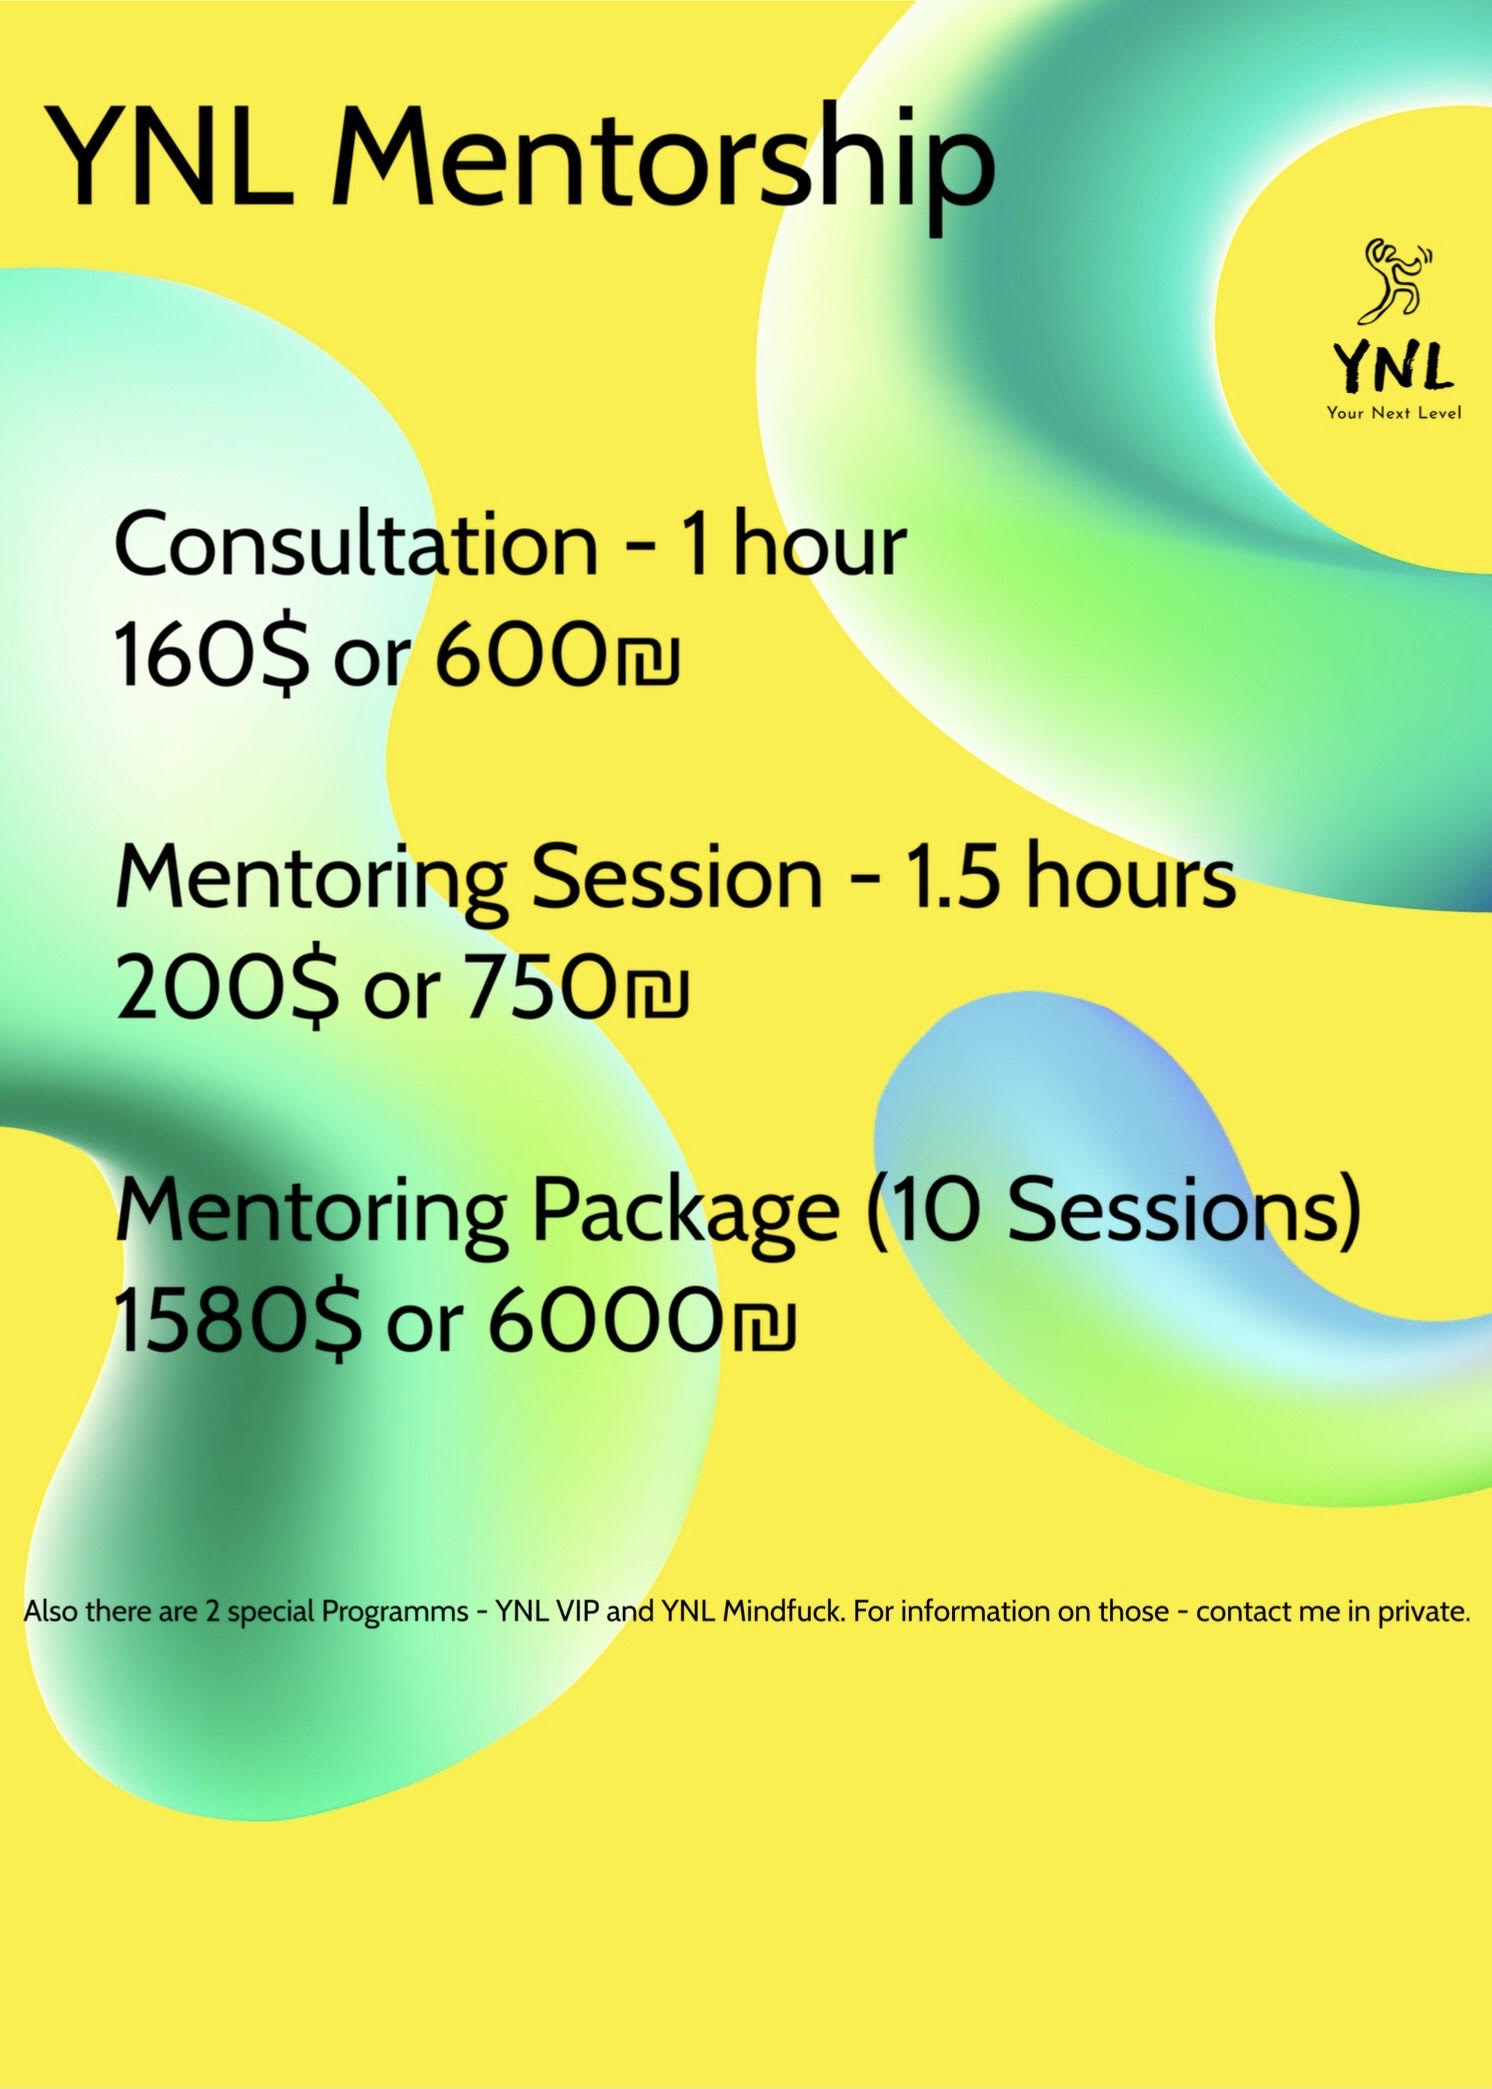 YNL Mentorship
YNL
Your Next Level
Consultation - 1 hour
160$ or 600₪
Mentoring Session - 1.5 hours
200$ or 750₪
Mentoring Package (10 Sessions)
1580$ or 6000₪
Also there are 2 special Programms - YNL VIP and YNL Mindfuck. For information on those - contact me in private.